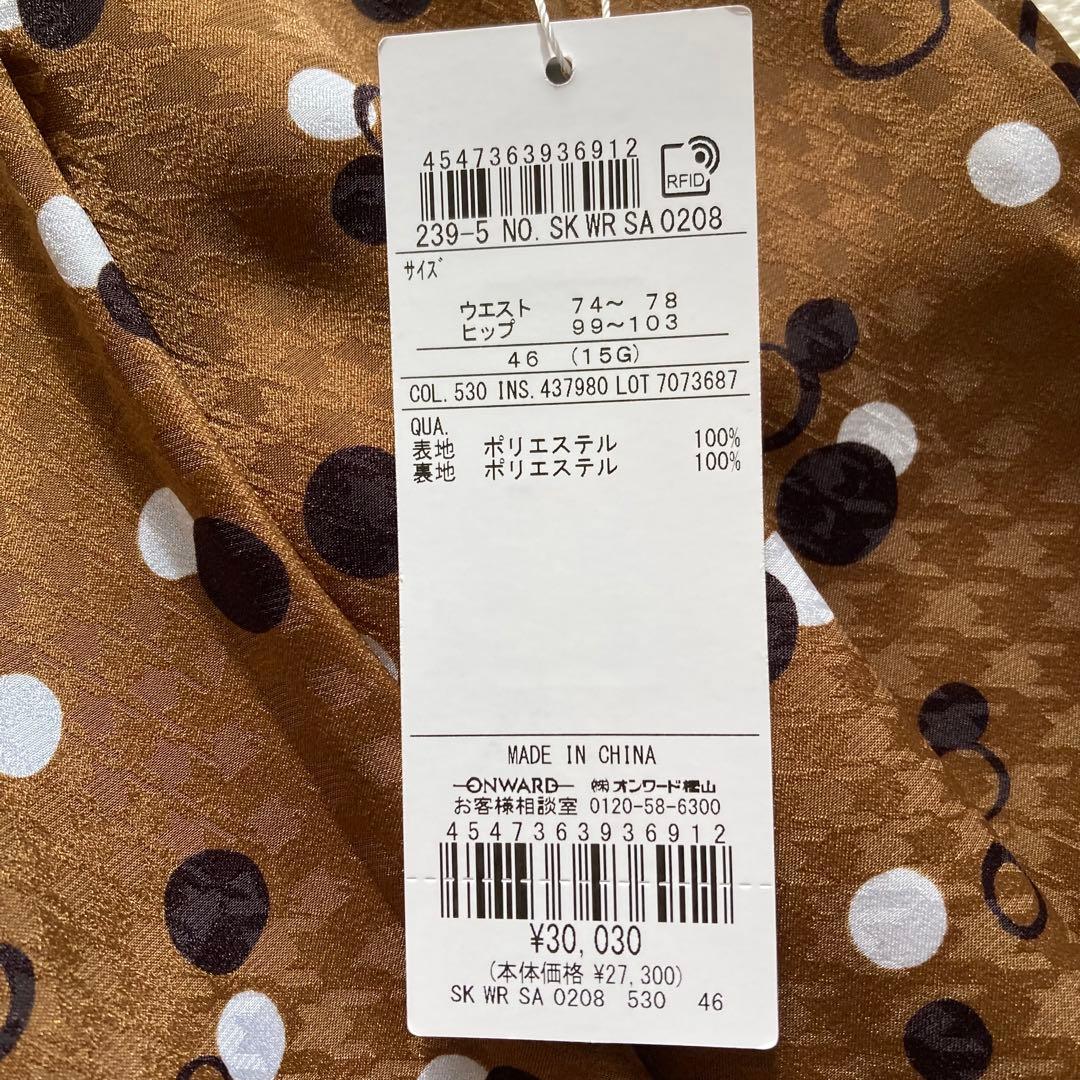 4547363936912
RFID
239-5 NO. SK WR SA 0208
サイズ
ウエスト 74～ 78
ヒップ 99～103
46 (15G)
COL. 530 INS. 437980 LOT 7073687
QUA.
表地 ポリエステル 100%
裏地 ポリエステル 100%
MADE IN CHINA
ONWARD ㈱オンワード樫山
お客様相談室 0120-58-6300
4547363936912
¥30,030
(本体価格 ¥27,300)
SK WR SA 0208 530 46